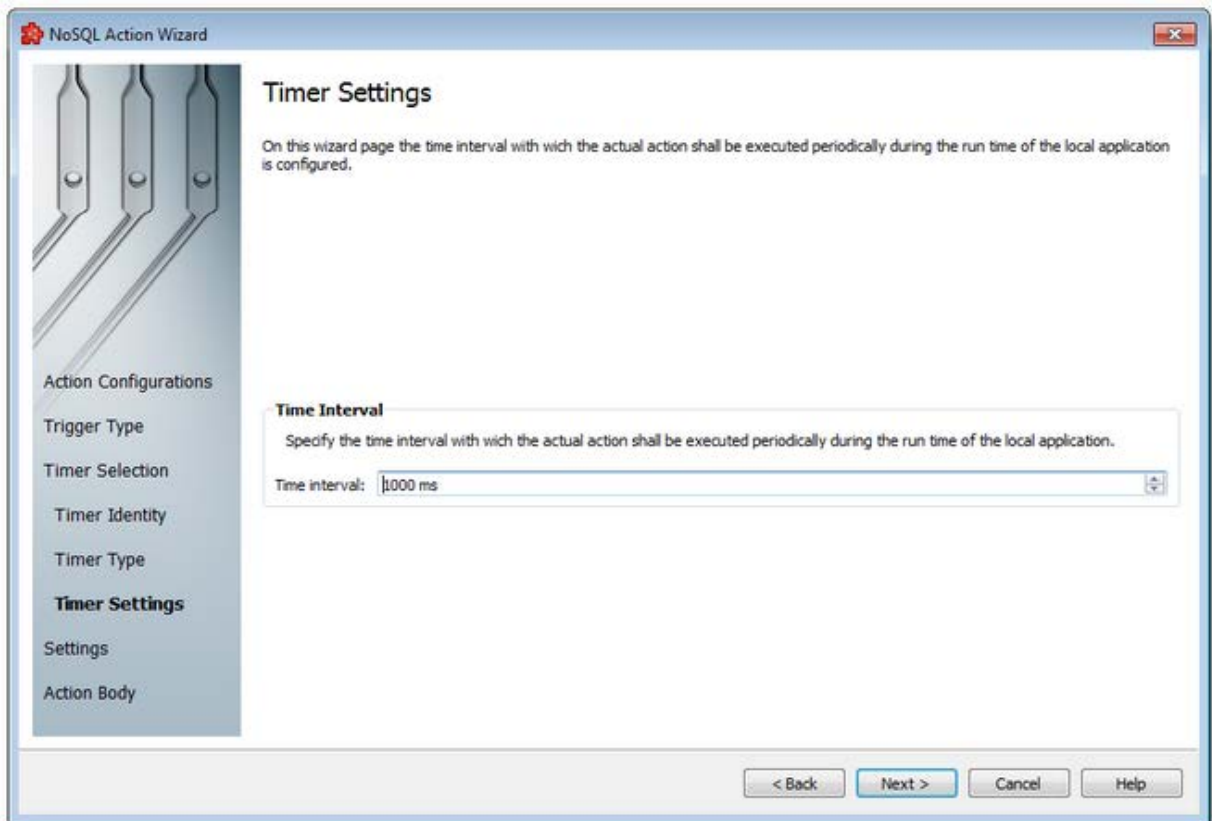 NoSQL Action Wizard
Timer Settings
On this wizard page the time interval with wich the actual action shall be executed periodically during the run time of the local application
is configured.
Action Configurations
Trigger Type
Timer Selection
Timer Identity
Timer Type
Timer Settings
Settings
Action Body
Time Interval
Specify the time interval with wich the actual action shall be executed periodically during the run time of the local application.
Time interval: 1000 ms
< Back Next > Cancel Help